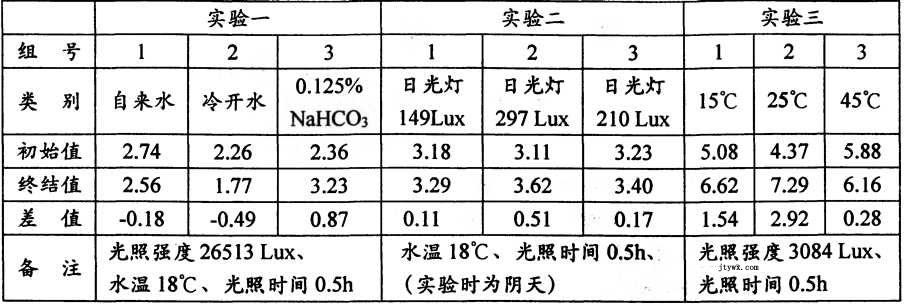 实验一 实验二 实验三
组 号 1 2 3 1 2 3 1 2 3
类 别 自来水 冷开水 0.125% NaHCO₃ 日光灯 149Lux 日光灯 297 Lux 日光灯 210 Lux 15℃ 25℃ 45℃
初始值 2.74 2.26 2.36 3.18 3.11 3.23 5.08 4.37 5.88
终结值 2.56 1.77 3.23 3.29 3.62 3.40 6.62 7.29 6.16
差 值 -0.18 -0.49 0.87 0.11 0.51 0.17 1.54 2.92 0.28
备 注 光照强度 26513 Lux、 水温 18℃、光照时间 0.5h 水温 18℃、光照时间 0.5h、 （实验时为阴天） 光照强度 3084 Lux、 光照时间 0.5h
jtywk.com